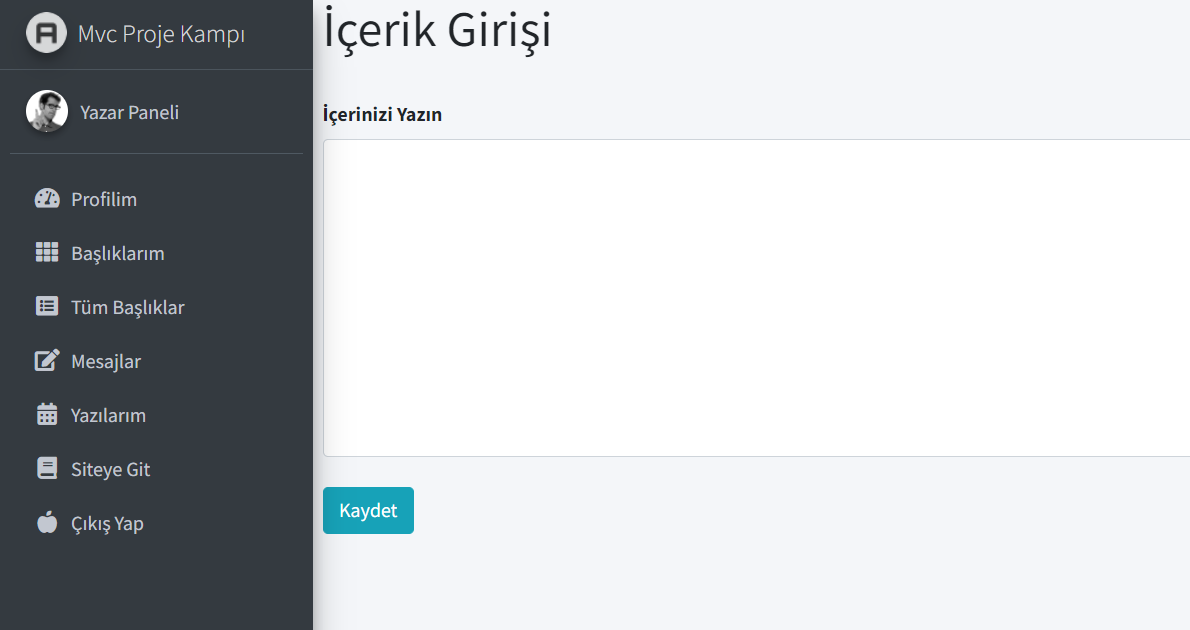 Mvc Proje Kampı
Yazar Paneli
Profilim
Başlıklarım
Tüm Başlıklar
Mesajlar
Yazılarım
Siteye Git
Çıkış Yap
İçerik Girişi
İçerinizi Yazın
Kaydet